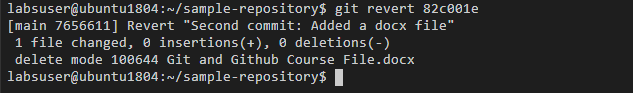 labsuser@ubuntu1804:~/sample-repository$ git revert 82c001e
[main 7656611] Revert "Second commit: Added a docx file"
 1 file changed, 0 insertions(+), 0 deletions(-)
 delete mode 100644 Git and Github Course File.docx
labsuser@ubuntu1804:~/sample-repository$